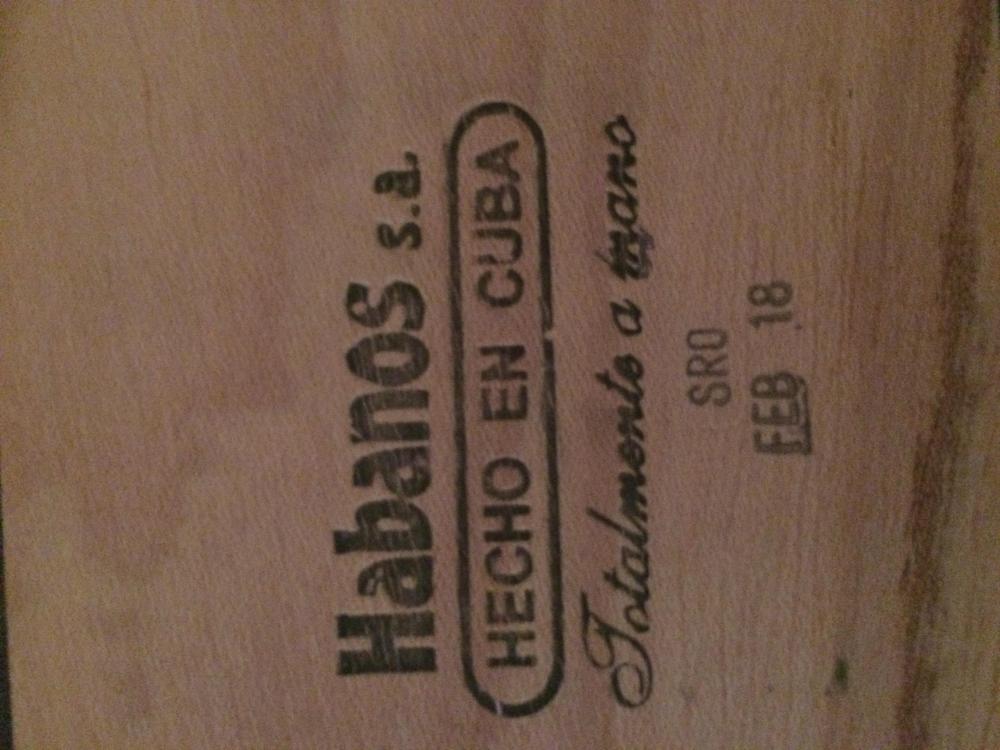 Habanos s.a.
HECHO EN CUBA
Totalmente a mano
SRO
FEB 18